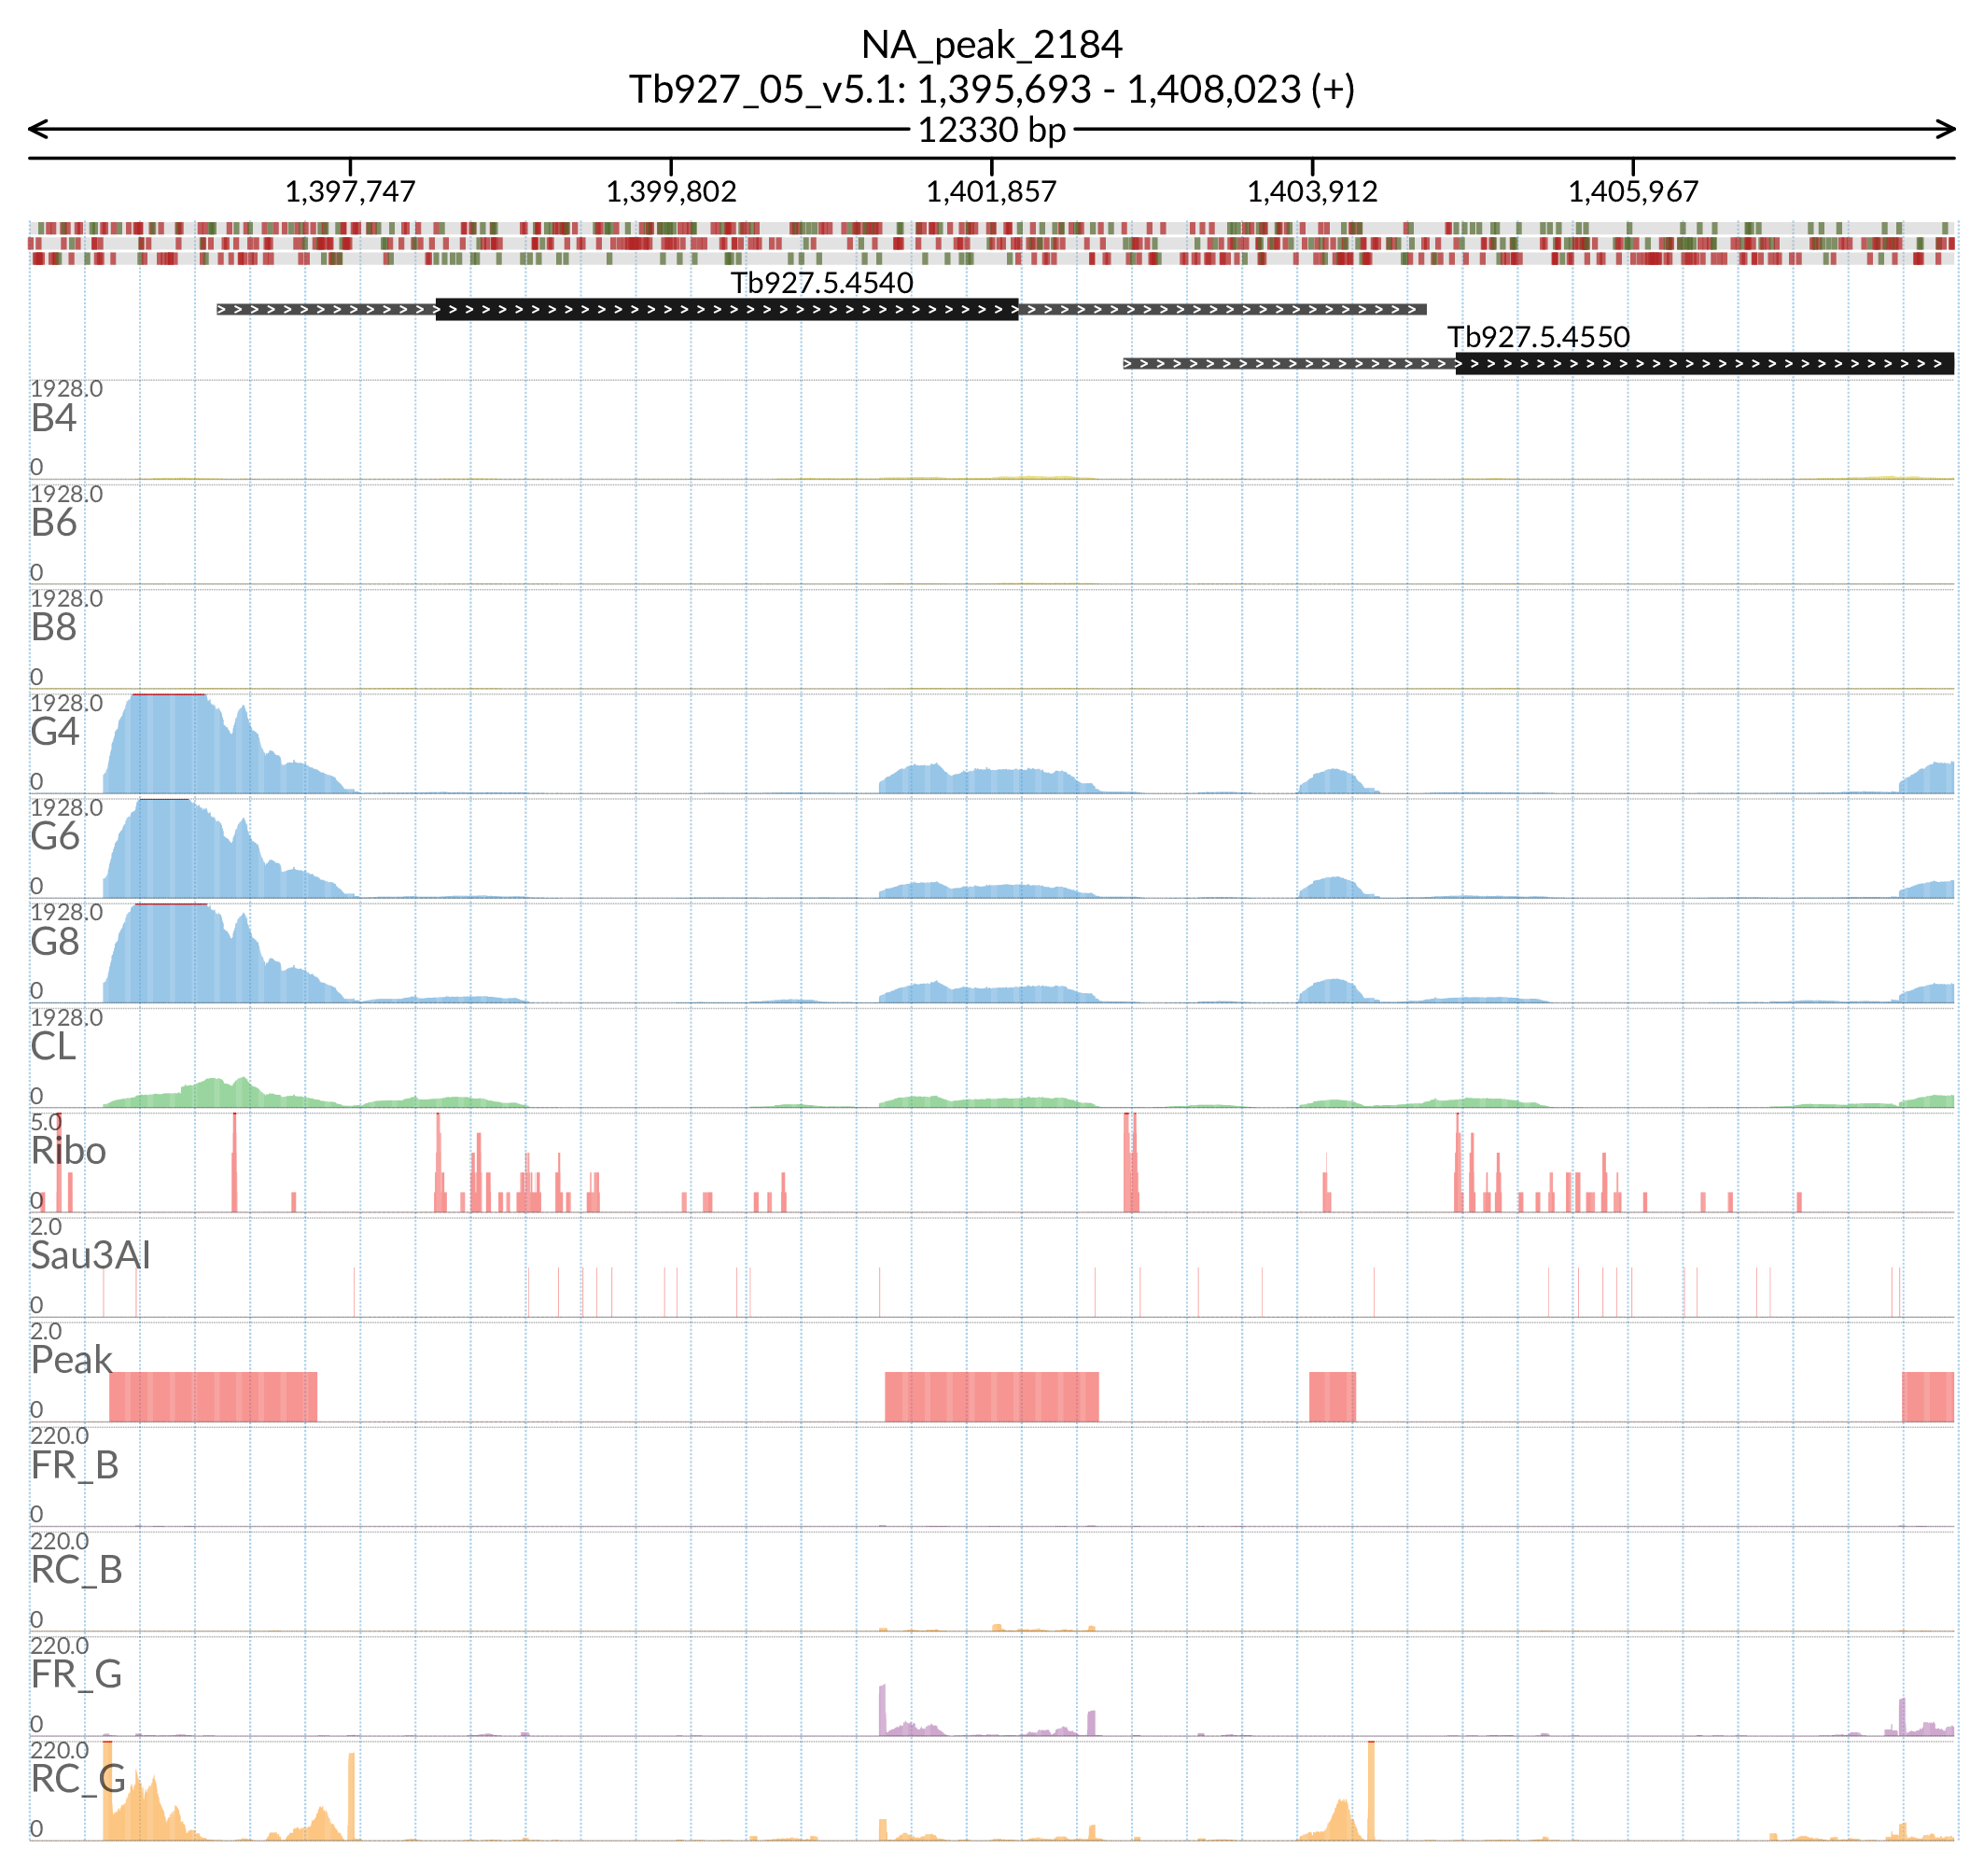 NA_peak_2184
Tb927_05_v5.1: 1,395,693 - 1,408,023 (+)
12330 bp
1,397,747 1,399,802 1,401,857 1,403,912 1,405,967
Tb927.5.4540
Tb927.5.4550
1928.0
B4
0
1928.0
B6
0
1928.0
B8
0
1928.0
G4
0
1928.0
G6
0
1928.0
G8
0
1928.0
CL
0
5.0
Ribo
0
2.0
Sau3AI
0
2.0
Peak
0
220.0
FR_B
0
220.0
RC_B
0
220.0
FR_G
0
220.0
RC_G
0